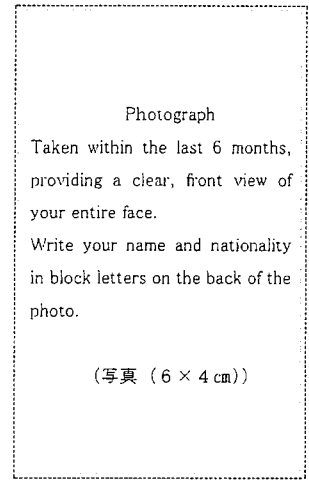 Photograph
Taken within the last 6 months,
providing a clear, front view of
your entire face.
Write your name and nationality
in block letters on the back of the
photo.
(写真 (6 × 4 cm))